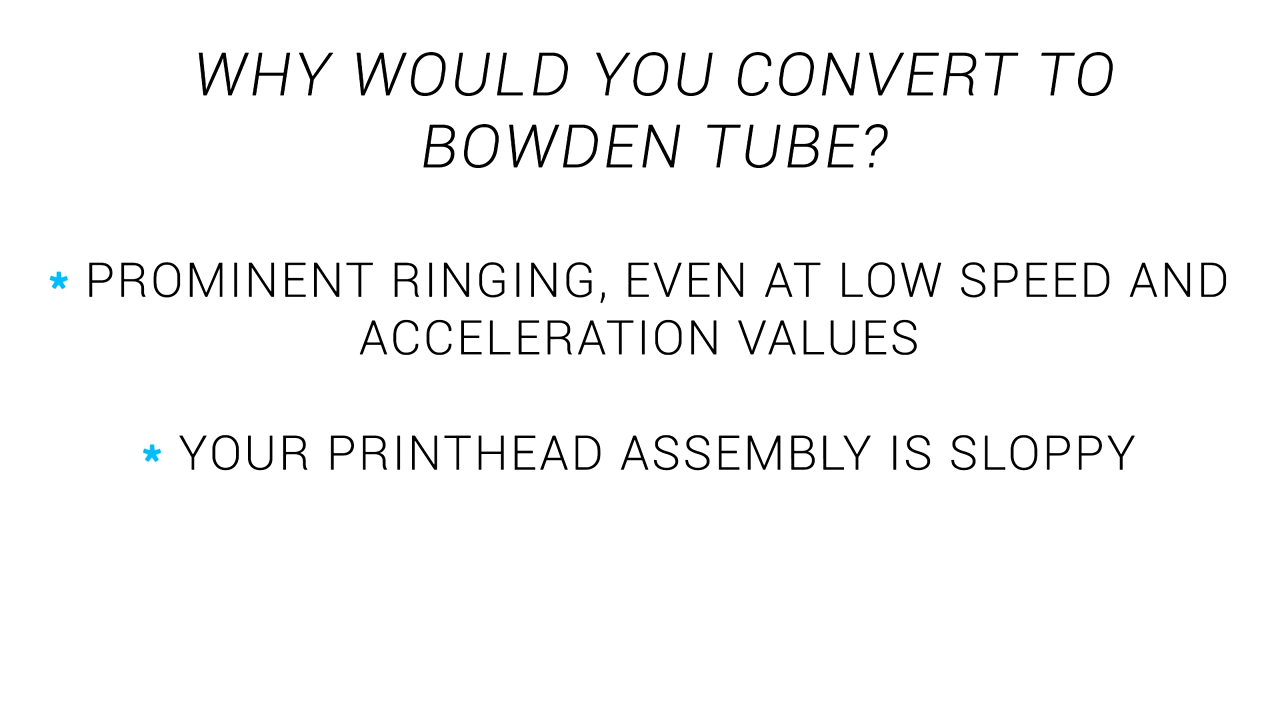 WHY WOULD YOU CONVERT TO
BOWDEN TUBE?
* PROMINENT RINGING, EVEN AT LOW SPEED AND
ACCELERATION VALUES
* YOUR PRINTHEAD ASSEMBLY IS SLOPPY